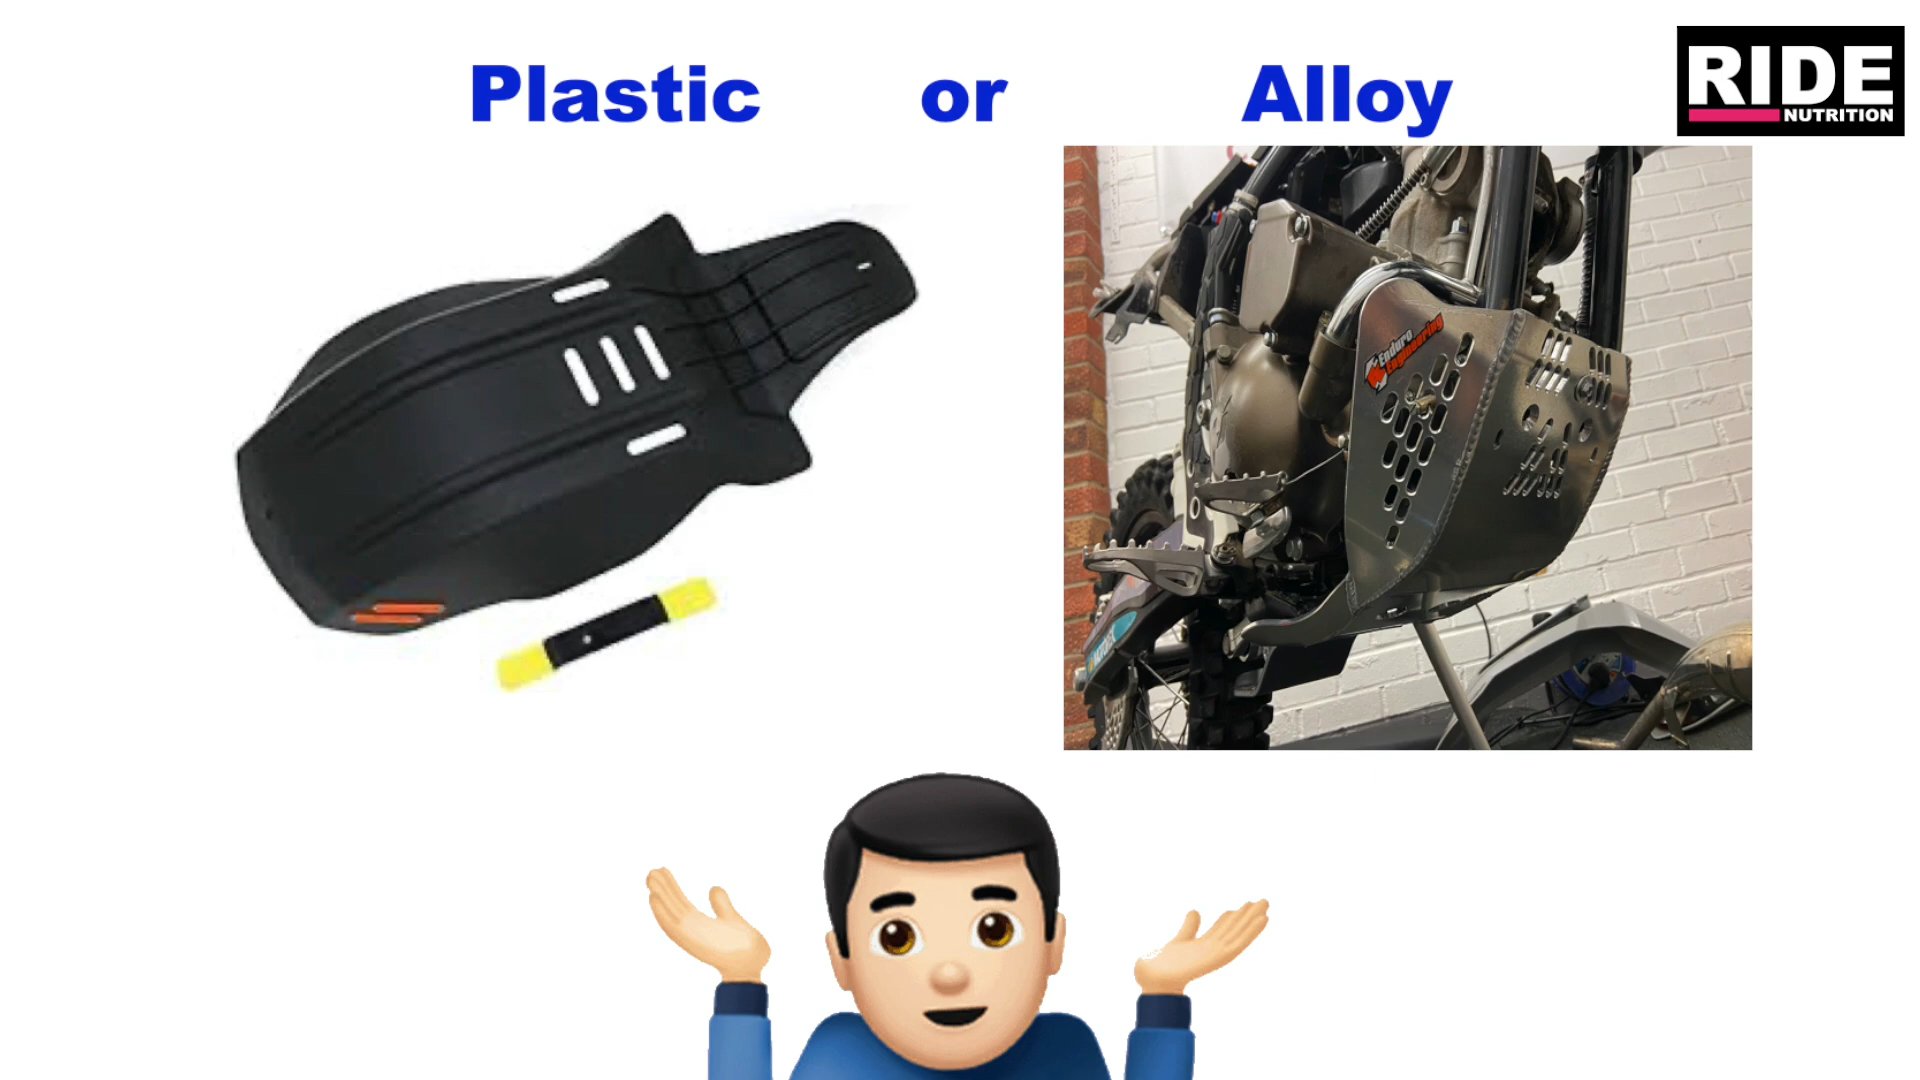 Plastic or Alloy
RIDE
NUTRITION
Enduro
Engineering